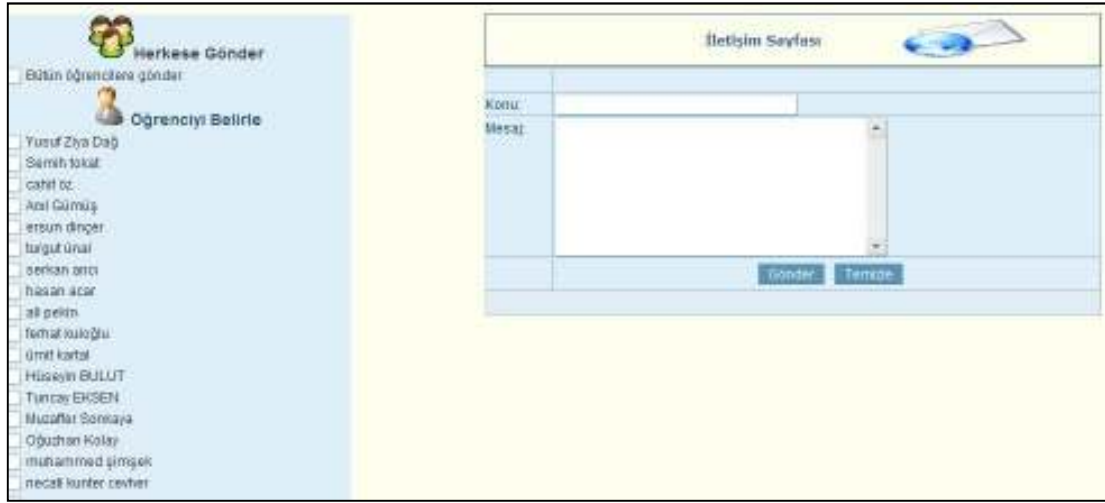 Herkese Gönder
Bütün öğrencilere gönder
Öğrenciyi Belirle
Yusuf Ziya Dağ
Semih tokat
cahit öz
Anıl Gümüş
ersun dinçer
turgut ünal
serkan arıcı
hasan acar
ali pekin
ferhat kuloğlu
ümit kartal
Hüseyin BULUT
Tuncay EKSEN
Muzaffer
Oğuzhan Kolay
muhammed şimşek
necati kunter cevher
İletişim Sayfası
Konu:
Mesaj:
Gönder Temizle